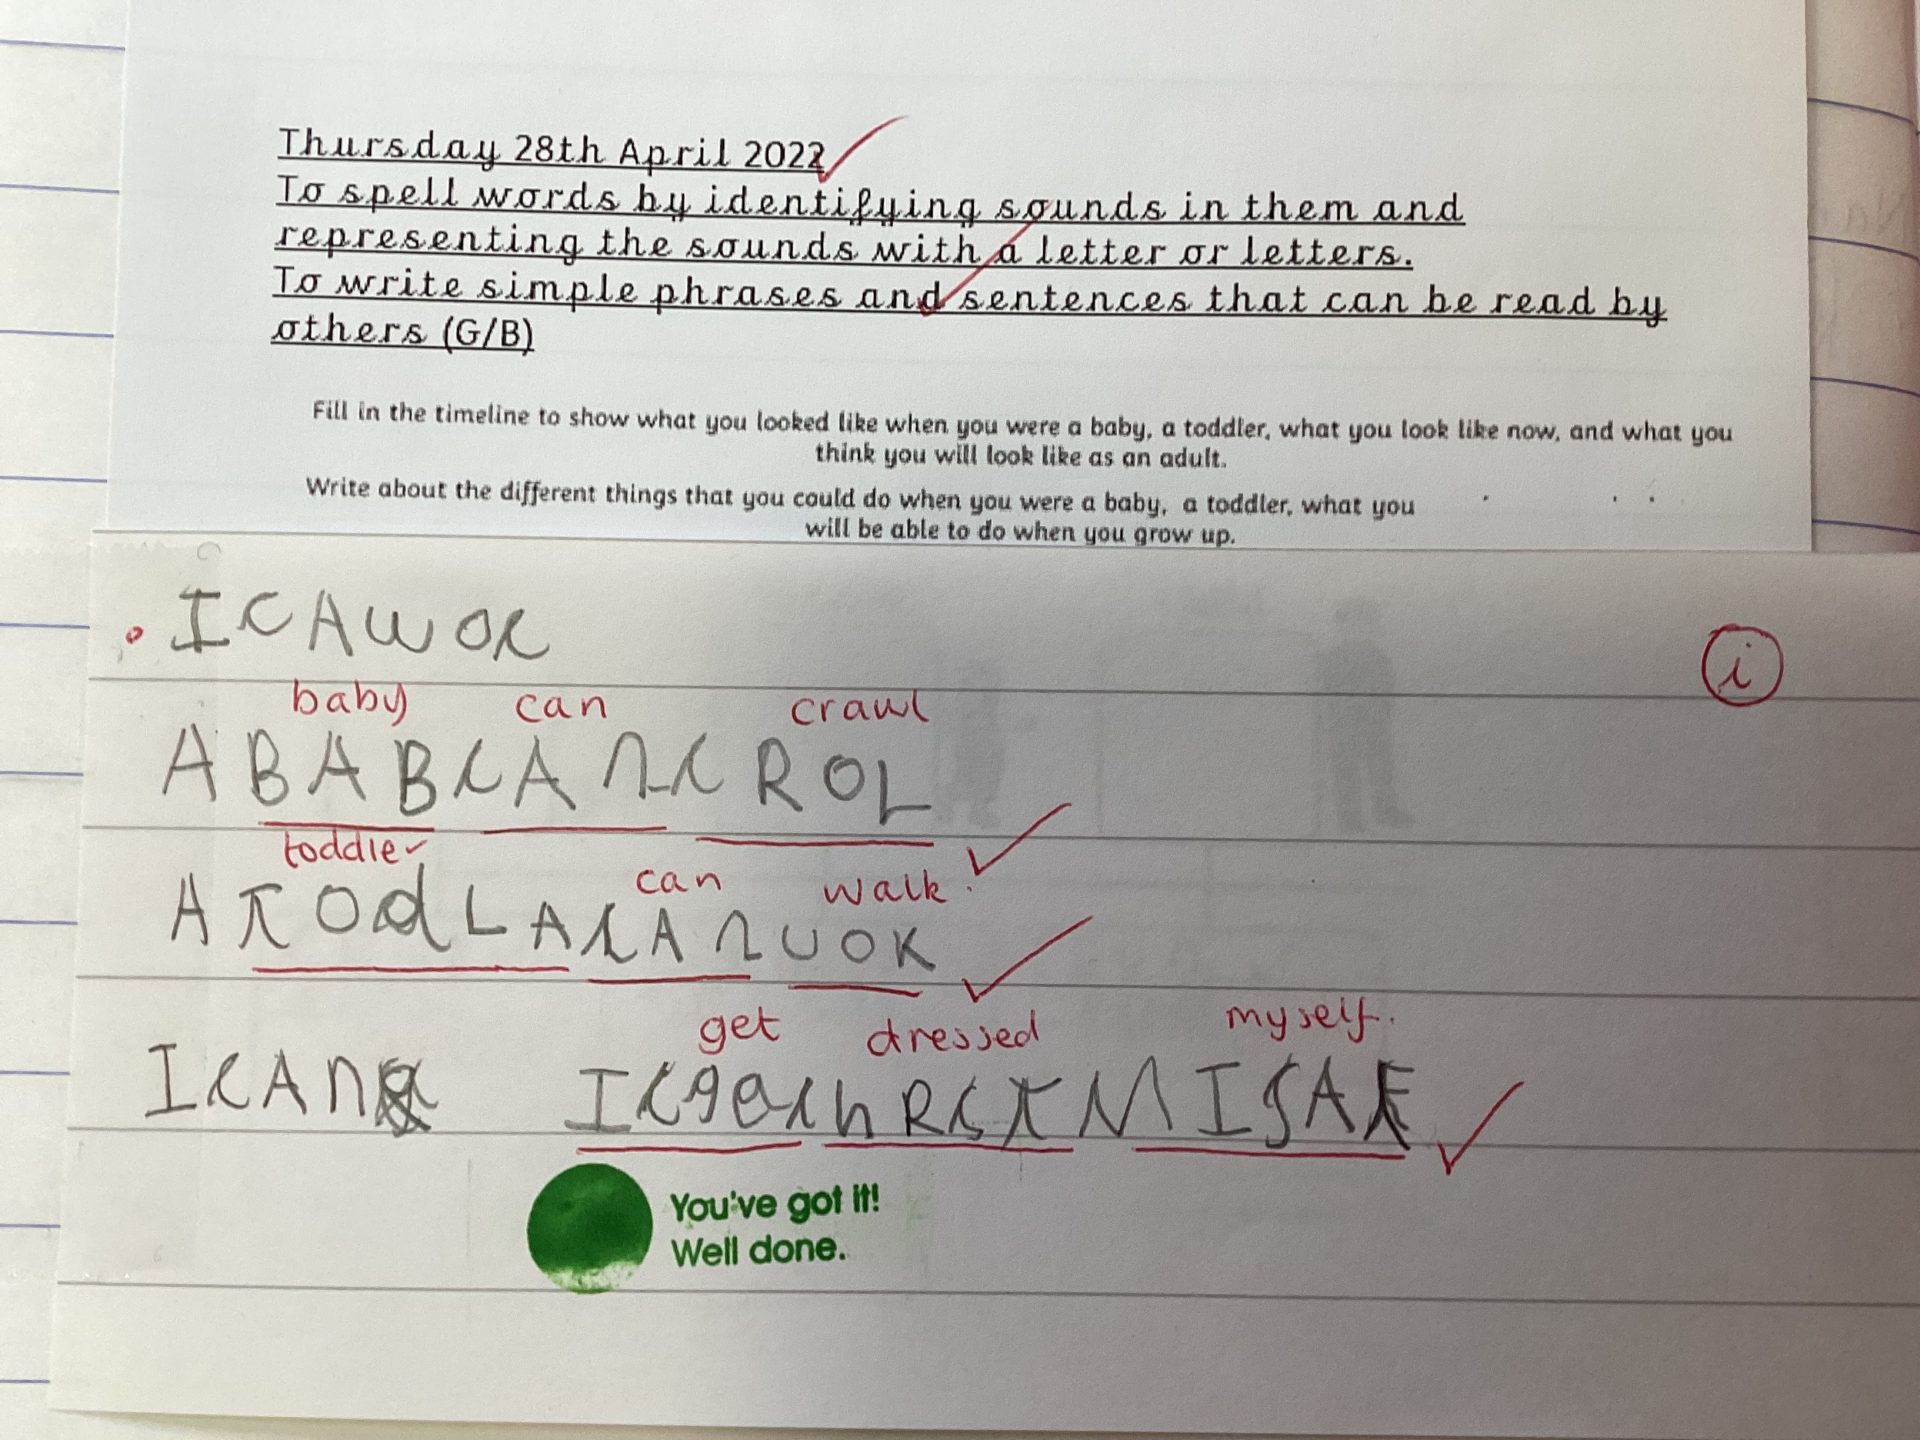 Thursday 28th April 2022
To spell words by identifying sounds in them and
representing the sounds with a letter or letters.
To write simple phrases and sentences that can be read by
others (G/B)
Fill in the timeline to show what you looked like when you were a baby, a toddler, what you look like now, and what you
think you will look like as an adult.
Write about the different things that you could do when you were a baby, a toddler, what you
will be able to do when you grow up.
I C A W O K
i
baby can crawl
A B A B C A n C R O L
toddler can walk.
A T O d L A C A n U O K
get dressed myself.
I C A n I C g e c h R S T M I S A F
You've got it!
Well done.